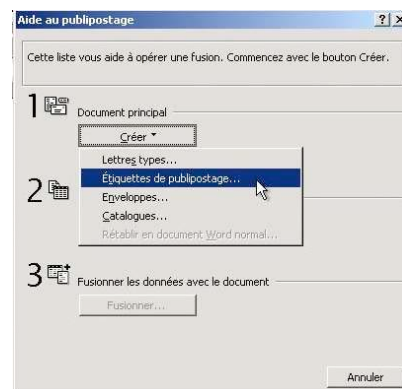 Aide au publipostage
Cette liste vous aide à opérer une fusion. Commencez avec le bouton Créer.
1
Document principal
Créer
Lettres types...
Étiquettes de publipostage...
Enveloppes...
Catalogues...
Rétablir en document Word normal...
2
3
Fusionner les données avec le document
Fusionner...
Annuler